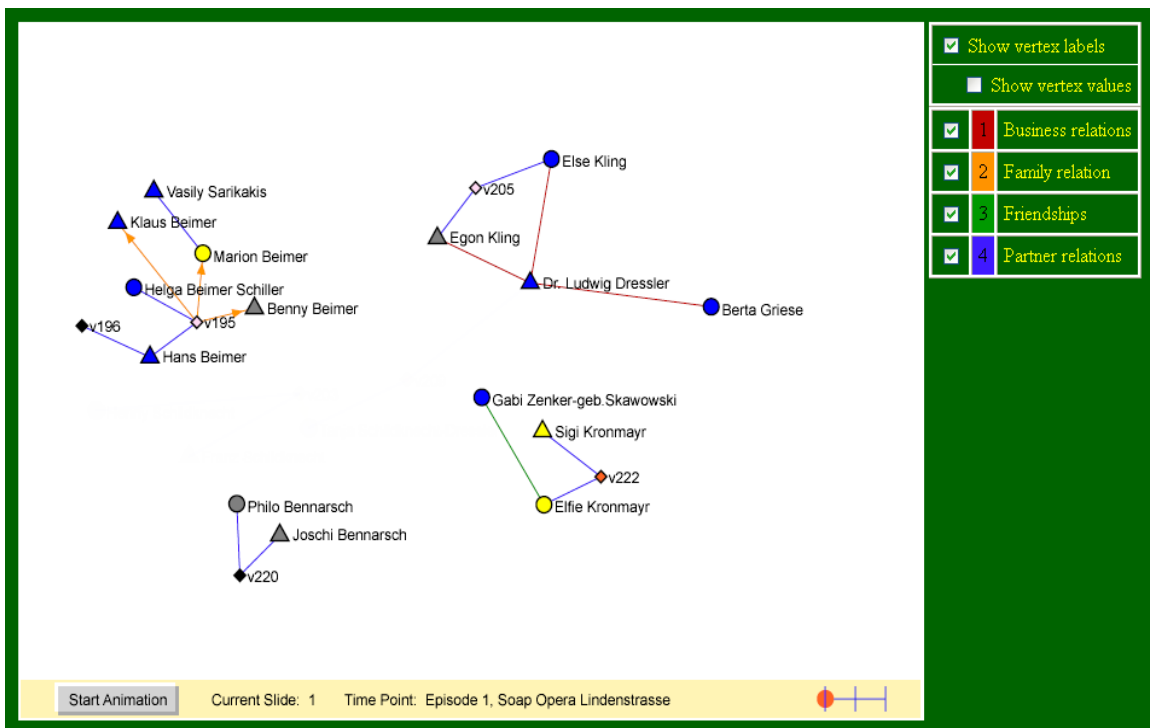 Show vertex labels
Show vertex values
1 Business relations
2 Family relation
3 Friendships
4 Partner relations
Else Kling
v205
Vasily Sarikakis
Klaus Beimer
Egon Kling
Marion Beimer
Dr. Ludwig Dressler
Helga Beimer Schiller
Benny Beimer
Berta Griese
v195
v196
Hans Beimer
Gabi Zenker-geb.Skawowski
Sigi Kronmayr
v222
Philo Bennarsch
Elfie Kronmayr
Joschi Bennarsch
v220
Start Animation Current Slide: 1 Time Point: Episode 1, Soap Opera Lindenstrasse